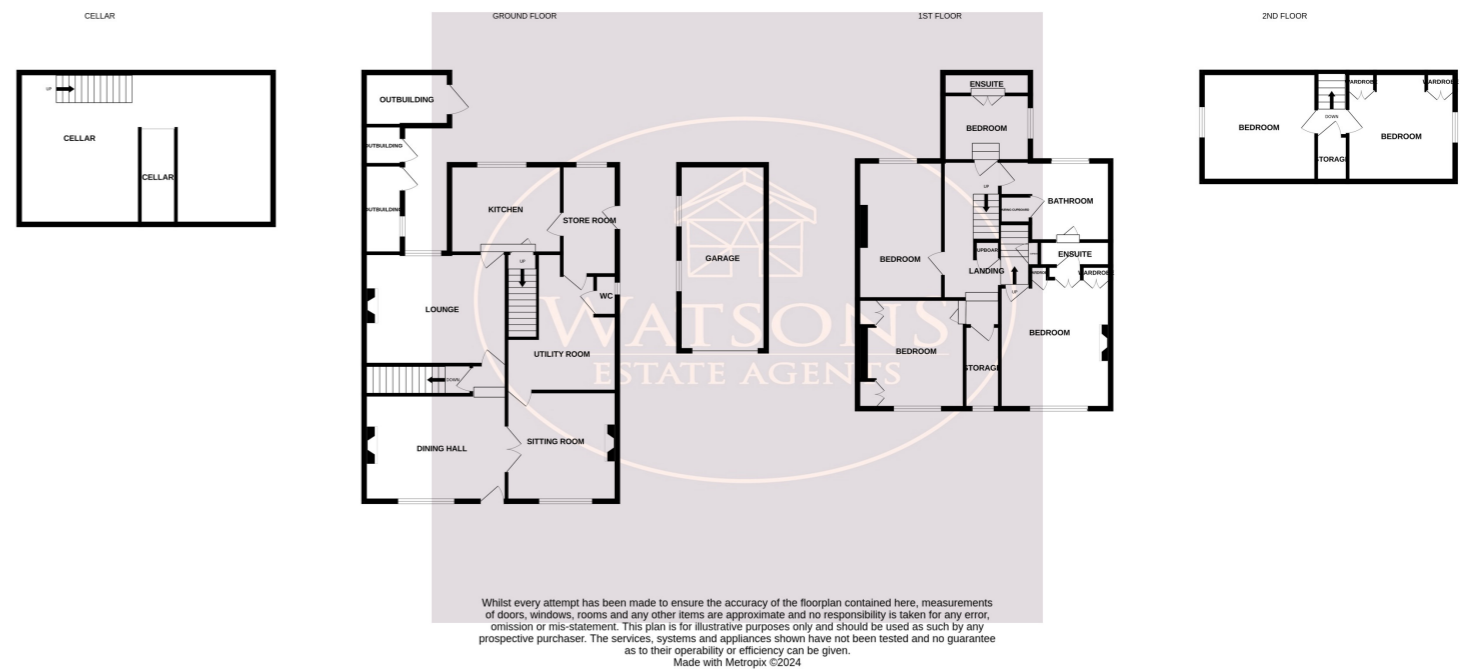 CELLAR
GROUND FLOOR
1ST FLOOR
2ND FLOOR
UP
CELLAR
CELLAR
OUTBUILDING
OUTBUILDING
OUTBUILDING
KITCHEN
STORE ROOM
UP
WC
LOUNGE
UTILITY ROOM
DOWN
DINING HALL
SITTING ROOM
GARAGE
WATSONS
ESTATE AGENTS
ENSUITE
BEDROOM
UP
BATHROOM
BEDROOM
UPBOAR
LANDING
ENSUITE
WARDROBE
UP
BEDROOM
BEDROOM
STORAGE
BEDROOM
DOWN
STORAGE
WARDROBE
WARDROBE
BEDROOM
Whilst every attempt has been made to ensure the accuracy of the floorplan contained here, measurements
of doors, windows, rooms and any other items are approximate and no responsibility is taken for any error,
omission or mis-statement. This plan is for illustrative purposes only and should be used as such by any
prospective purchaser. The services, systems and appliances shown have not been tested and no guarantee
as to their operability or efficiency can be given.
Made with Metropix ©2024